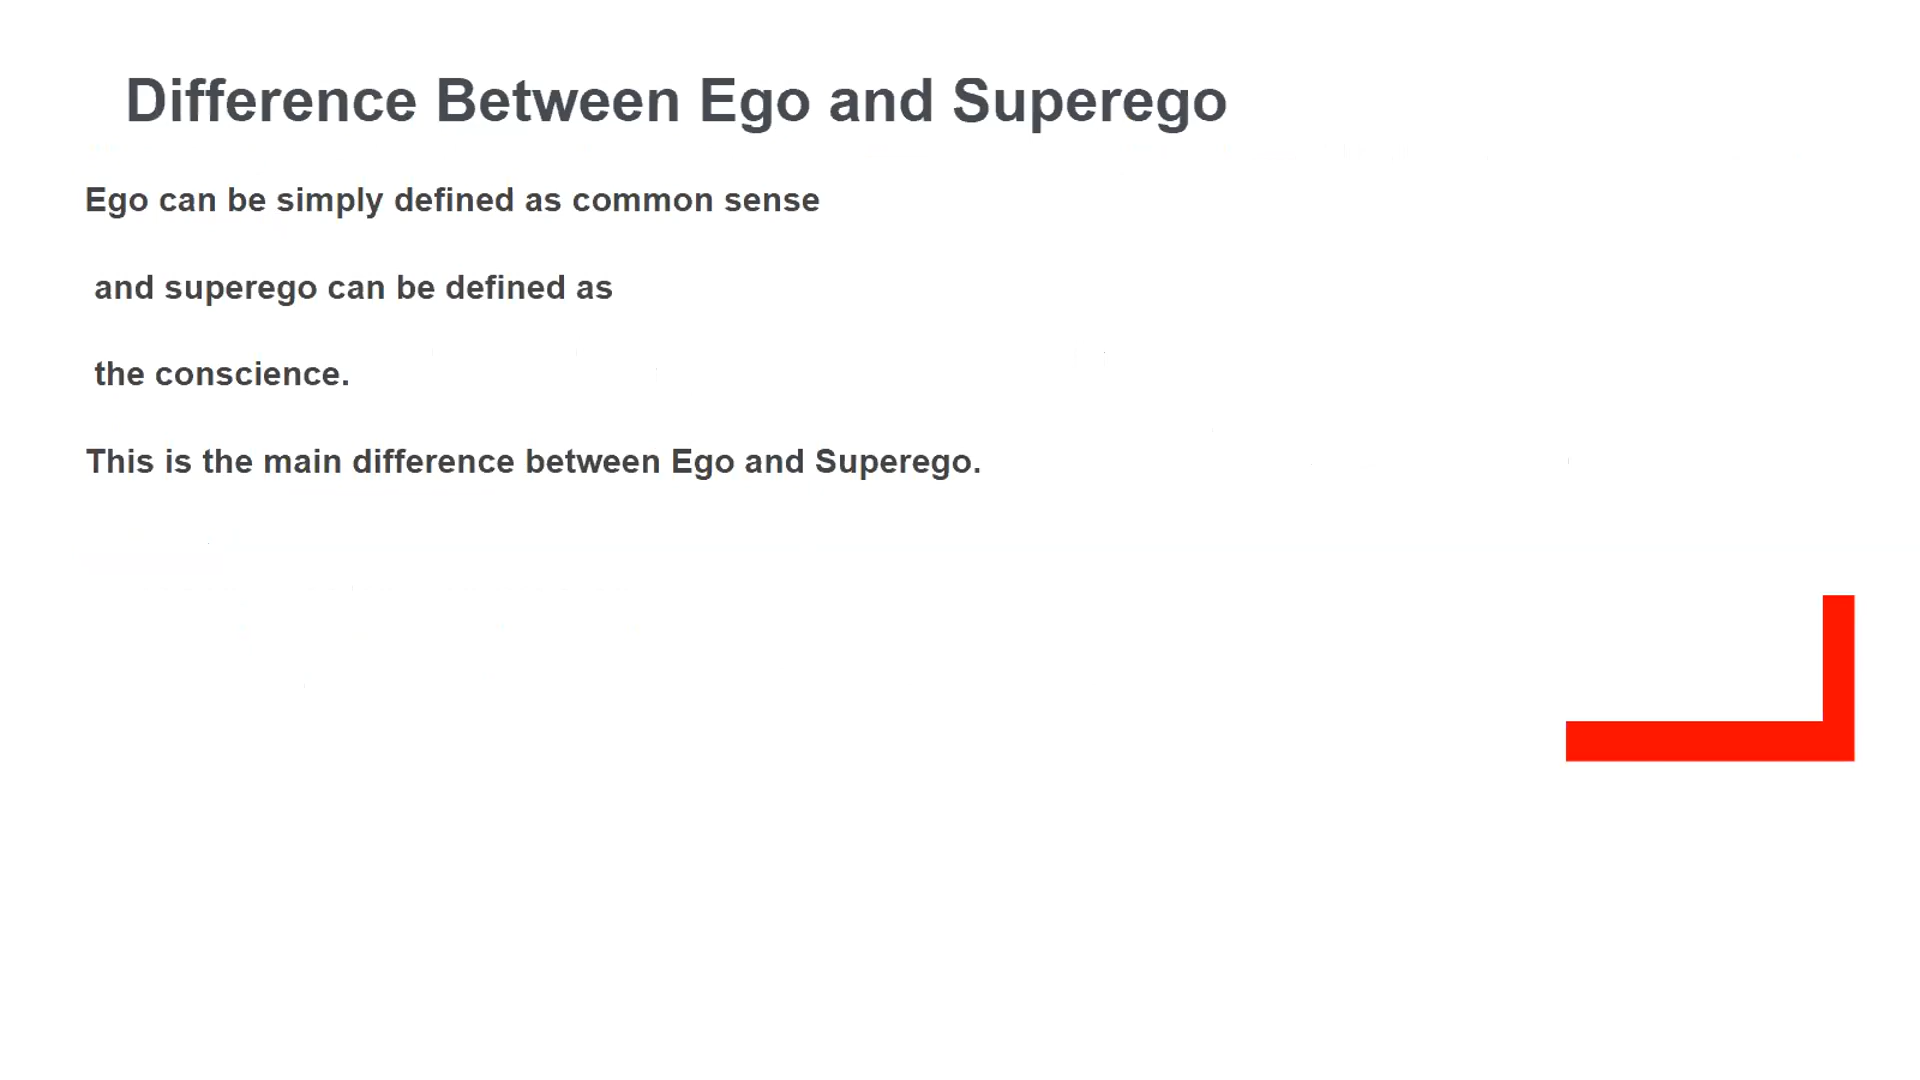 Difference Between Ego and Superego
Ego can be simply defined as common sense
and superego can be defined as
the conscience.
This is the main difference between Ego and Superego.